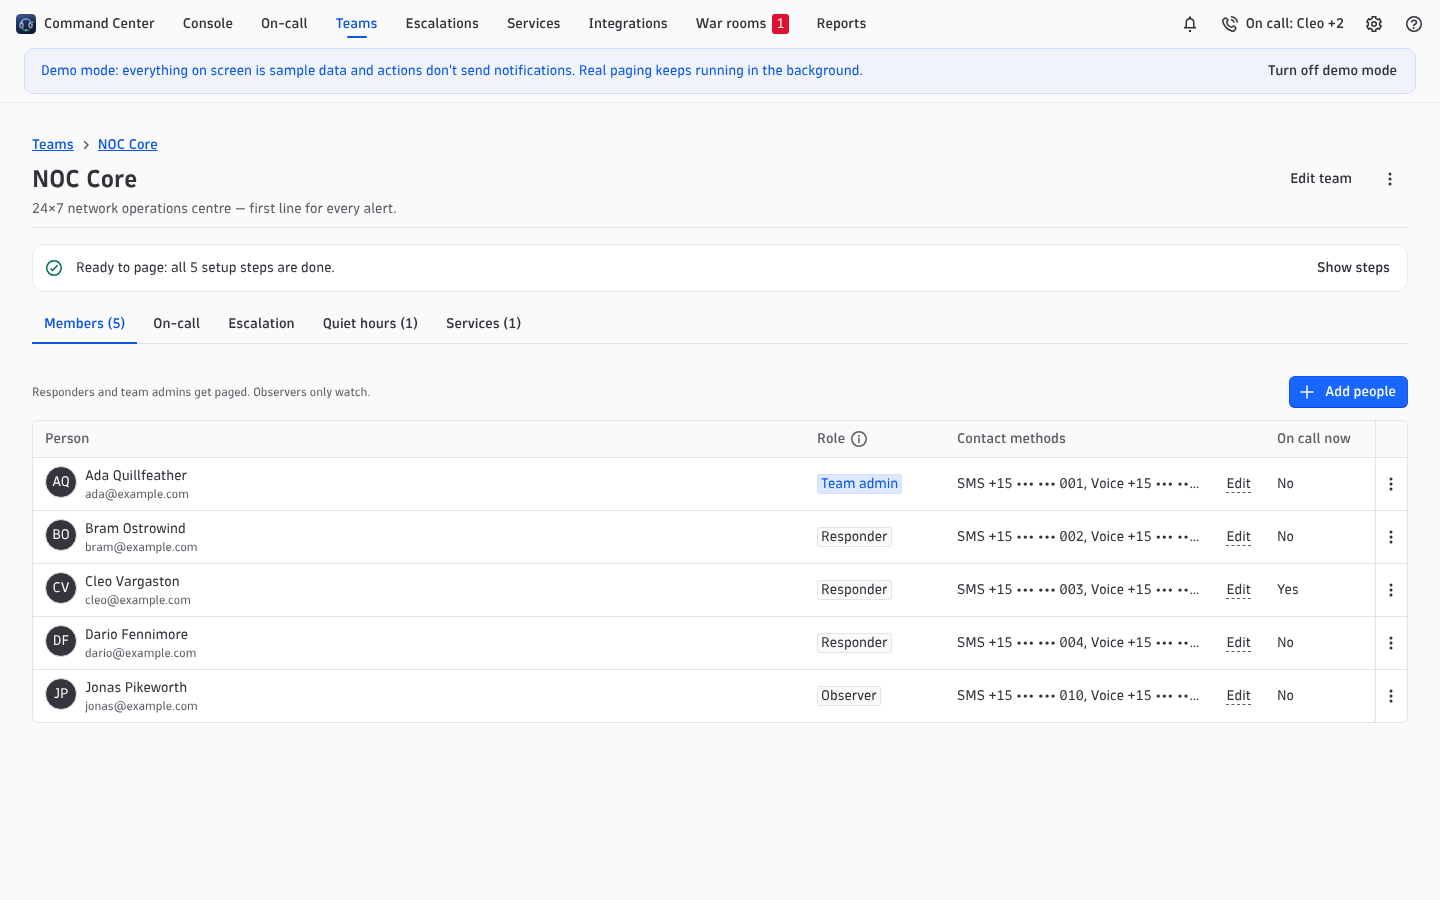 Command Center Console On-call Teams Escalations Services Integrations War rooms 1 Reports On call: Cleo +2
Demo mode: everything on screen is sample data and actions don't send notifications. Real paging keeps running in the background. Turn off demo mode
Teams > NOC Core
NOC Core Edit team
24×7 network operations centre — first line for every alert.
Ready to page: all 5 setup steps are done. Show steps
Members (5) On-call Escalation Quiet hours (1) Services (1)
Responders and team admins get paged. Observers only watch. + Add people
Person Role Contact methods On call now
AQ Ada Quillfeather Team admin SMS +15 ••• ••• 001, Voice +15 ••• ••... Edit No
ada@example.com
BO Bram Ostrowind Responder SMS +15 ••• ••• 002, Voice +15 ••• ••... Edit No
bram@example.com
CV Cleo Vargaston Responder SMS +15 ••• ••• 003, Voice +15 ••• ••... Edit Yes
cleo@example.com
DF Dario Fennimore Responder SMS +15 ••• ••• 004, Voice +15 ••• ••... Edit No
dario@example.com
JP Jonas Pikeworth Observer SMS +15 ••• ••• 010, Voice +15 ••• ••... Edit No
jonas@example.com